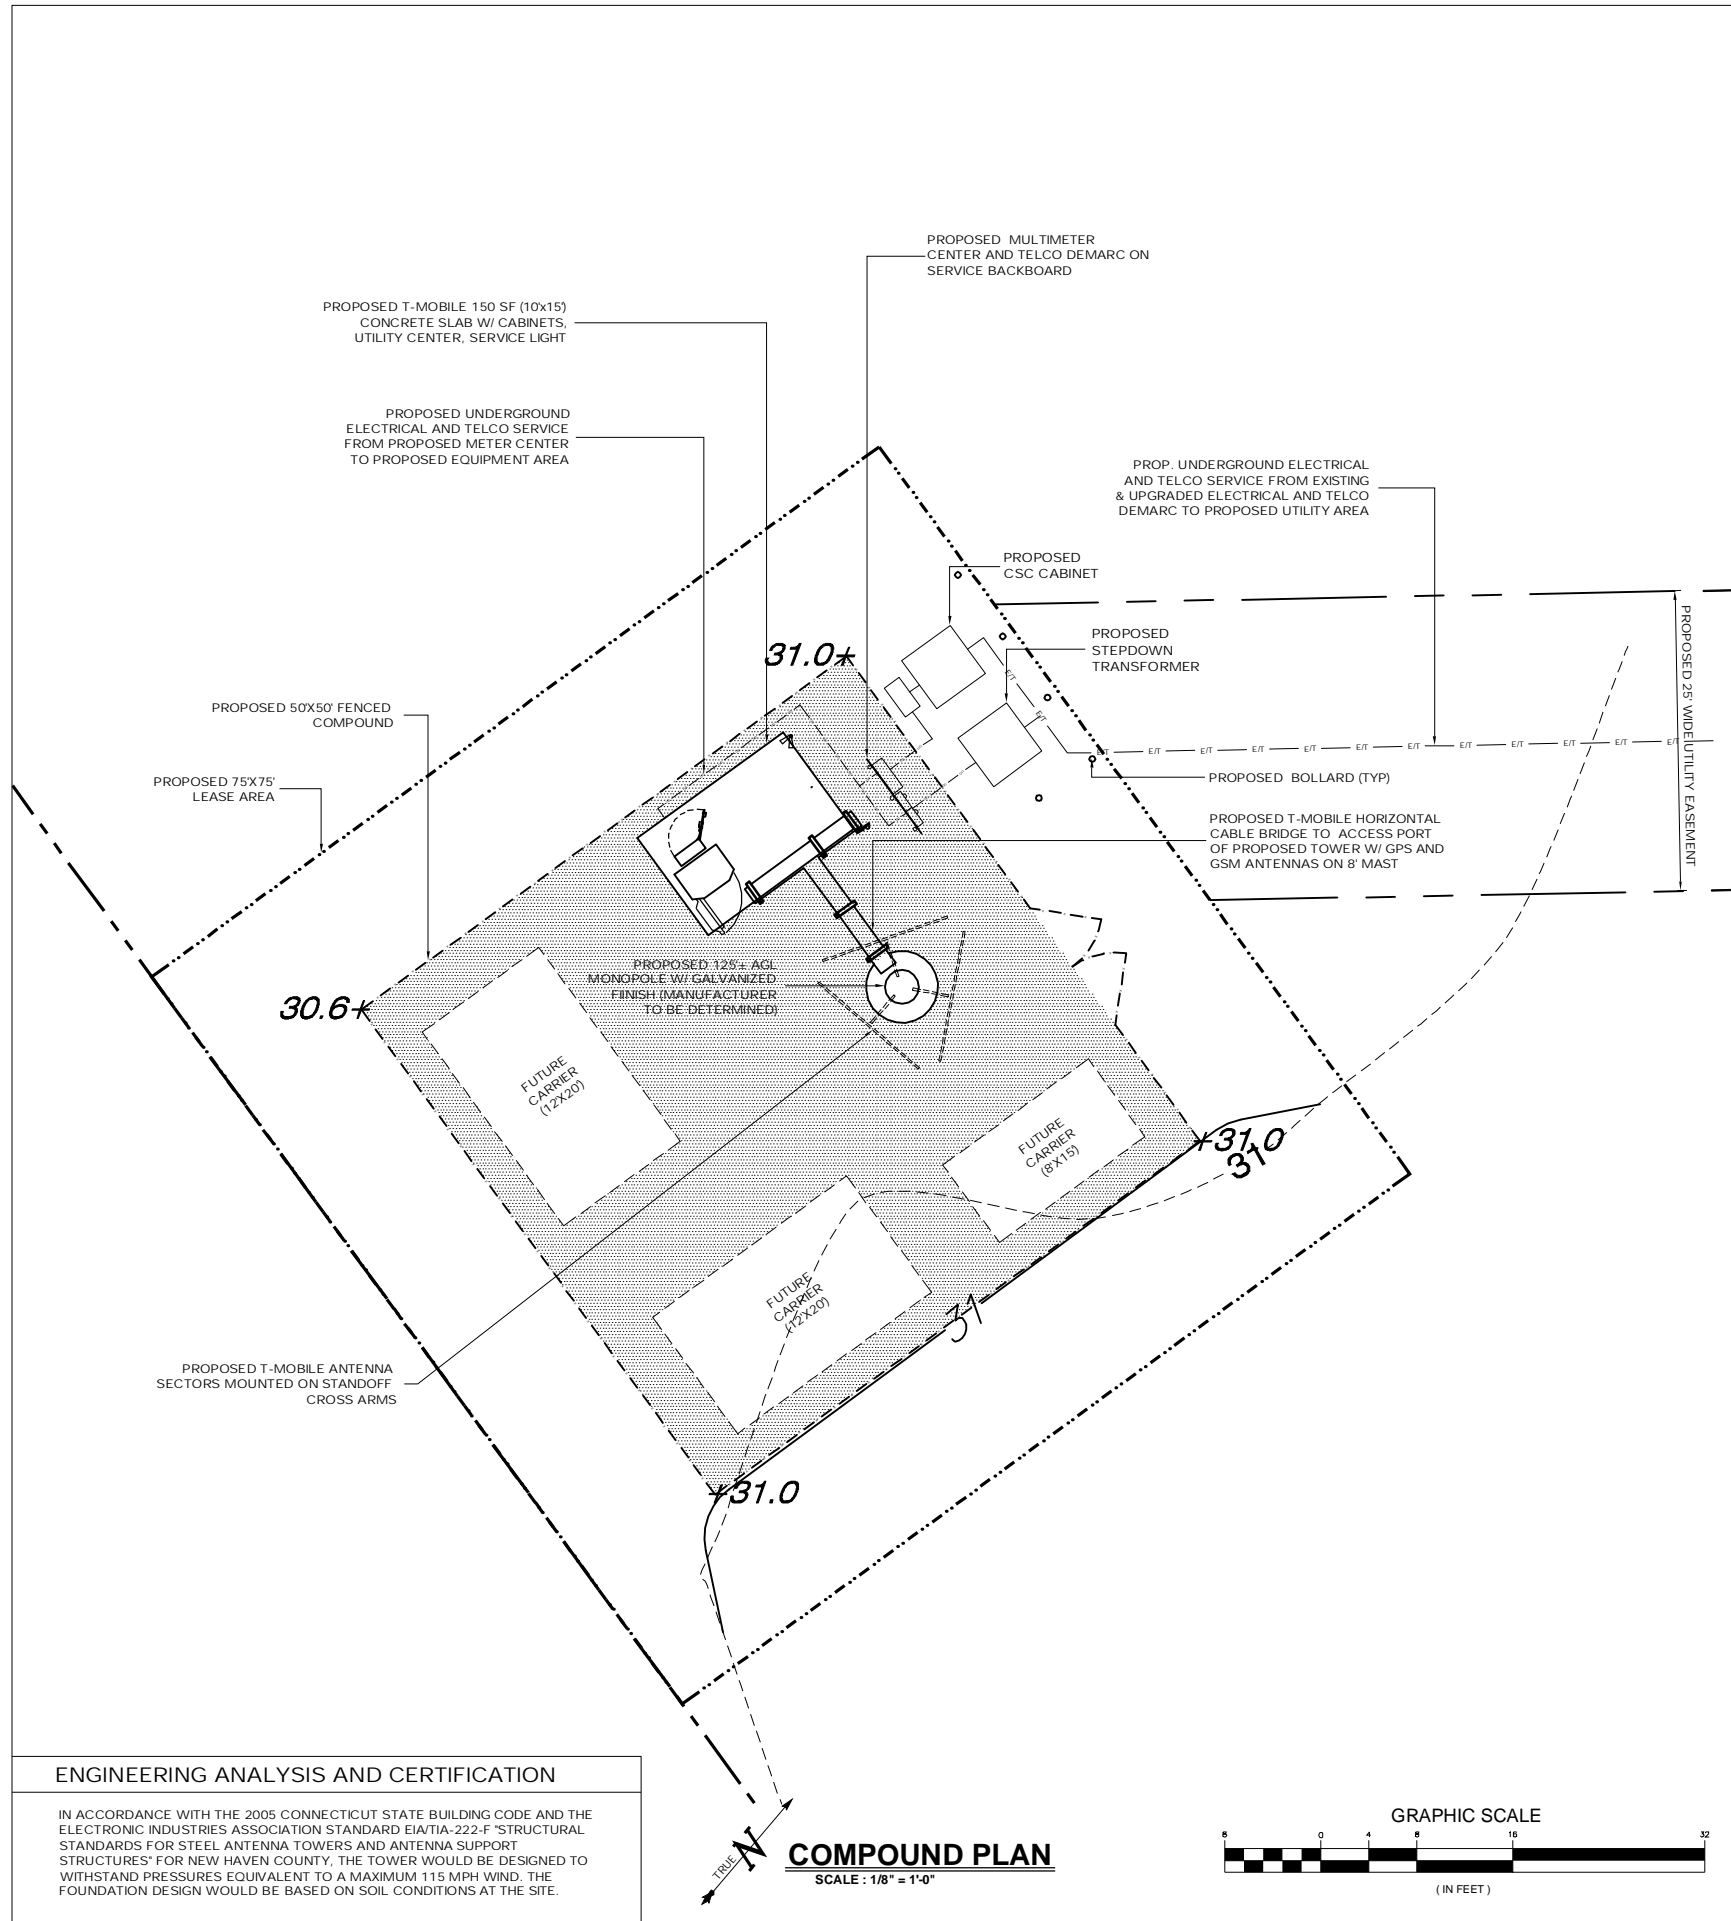 PROPOSED MULTIMETER
CENTER AND TELCO DEMARC ON
SERVICE BACKBOARD
PROPOSED T-MOBILE 150 SF (10'x15')
CONCRETE SLAB W/ CABINETS,
UTILITY CENTER, SERVICE LIGHT
PROPOSED UNDERGROUND
ELECTRICAL AND TELCO SERVICE
FROM PROPOSED METER CENTER
TO PROPOSED EQUIPMENT AREA
PROP. UNDERGROUND ELECTRICAL
AND TELCO SERVICE FROM EXISTING
& UPGRADED ELECTRICAL AND TELCO
DEMARC TO PROPOSED UTILITY AREA
PROPOSED
CSC CABINET
PROPOSED
STEPDOWN
TRANSFORMER
PROPOSED 25' WIDE UTILITY EASEMENT
31.0
PROPOSED 50'X50' FENCED
COMPOUND
E/T
E/T
E/T E/T E/T E/T E/T E/T E/T E/T E/T E/T E/T E/T
PROPOSED 75'X75'
LEASE AREA
PROPOSED BOLLARD (TYP)
PROPOSED T-MOBILE HORIZONTAL
CABLE BRIDGE TO ACCESS PORT
OF PROPOSED TOWER W/ GPS AND
GSM ANTENNAS ON 8' MAST
PROPOSED 125'± AGL
MONOPOLE W/ GALVANIZED
FIINISH (MANUFACTURER
TO BE DETERMINED)
30.6
FUTURE
CARRIER
(12'X20')
FUTURE
CARRIER
(8'X15')
31.0
31
FUTURE
CARRIER
(12'X20')
31
PROPOSED T-MOBILE ANTENNA
SECTORS MOUNTED ON STANDOFF
CROSS ARMS
31.0
ENGINEERING ANALYSIS AND CERTIFICATION
IN ACCORDANCE WITH THE 2005 CONNECTICUT STATE BUILDING CODE AND THE
ELECTRONIC INDUSTRIES ASSOCIATION STANDARD EIA/TIA-222-F "STRUCTURAL
STANDARDS FOR STEEL ANTENNA TOWERS AND ANTENNA SUPPORT
STRUCTURES" FOR NEW HAVEN COUNTY, THE TOWER WOULD BE DESIGNED TO
WITHSTAND PRESSURES EQUIVALENT TO A MAXIMUM 115 MPH WIND. THE
FOUNDATION DESIGN WOULD BE BASED ON SOIL CONDITIONS AT THE SITE.
TRUE N
COMPOUND PLAN
SCALE : 1/8" = 1'-0"
GRAPHIC SCALE
8 0 4 8 16 32
( IN FEET )